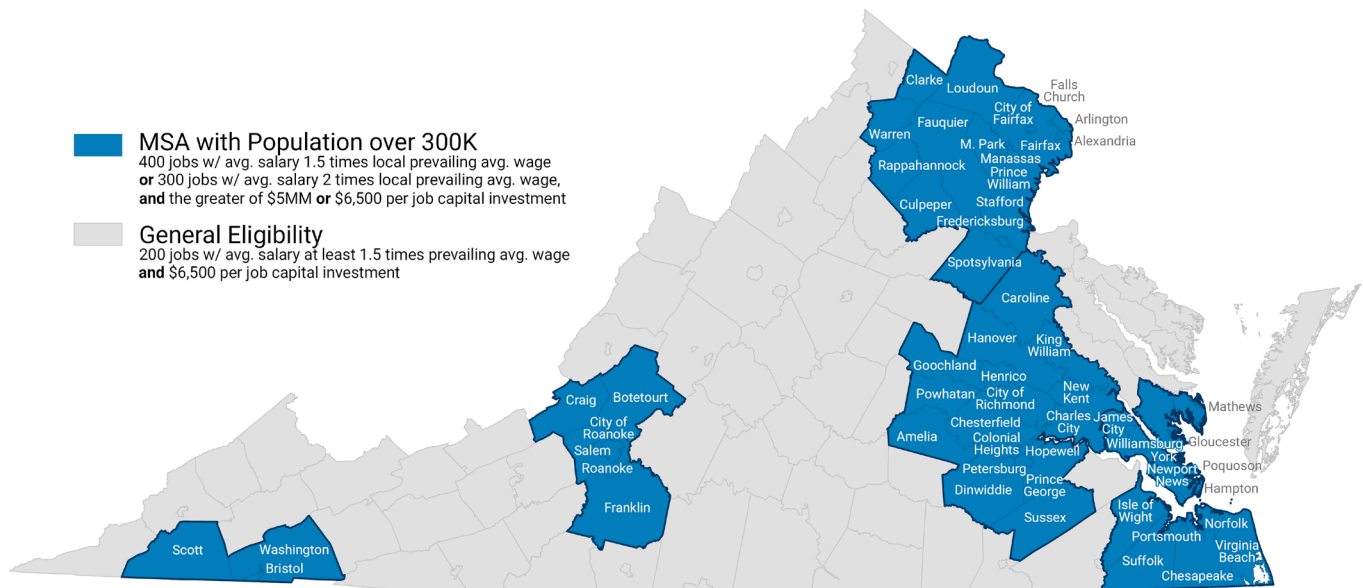 MSA with Population over 300K
400 jobs w/ avg. salary 1.5 times local prevailing avg. wage
or 300 jobs w/ avg. salary 2 times local prevailing avg. wage,
and the greater of $5MM or $6,500 per job capital investment
General Eligibility
200 jobs w/ avg. salary at least 1.5 times prevailing avg. wage
and $6,500 per job capital investment
Clarke
Loudoun
Falls
Church
City of
Fairfax
Arlington
Fauquier
Warren
M. Park
Fairfax
Alexandria
Manassas
Rappahannock
Prince
William
Culpeper
Stafford
Fredericksburg
Spotsylvania
Caroline
Hanover
King
William
Goochland
Henrico
Powhatan
City of
Richmond
New
Kent
Charles
City
James
City
Mathews
Chesterfield
Amelia
Colonial
Heights
Hopewell
Williamsburg
Gloucester
York
Newport
News
Poquoson
Hampton
Petersburg
Prince
George
Dinwiddie
Sussex
Isle of
Wight
Norfolk
Portsmouth
Virginia
Beach
Suffolk
Chesapeake
Craig
Botetourt
City of
Roanoke
Salem
Roanoke
Franklin
Scott
Washington
Bristol